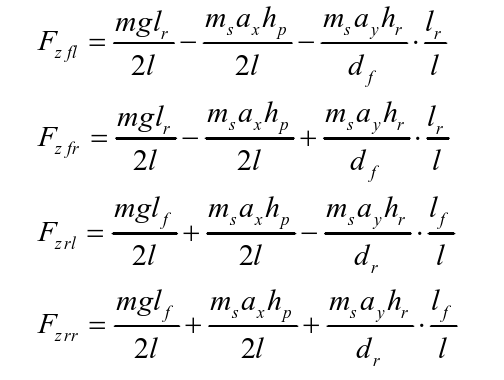 F_{zfl} = \frac{mgl_r}{2l} - \frac{m_s a_x h_p}{2l} - \frac{m_s a_y h_r}{d_f} \cdot \frac{l_r}{l}
F_{zfr} = \frac{mgl_r}{2l} - \frac{m_s a_x h_p}{2l} + \frac{m_s a_y h_r}{d_f} \cdot \frac{l_r}{l}
F_{zrl} = \frac{mgl_f}{2l} + \frac{m_s a_x h_p}{2l} - \frac{m_s a_y h_r}{d_r} \cdot \frac{l_f}{l}
F_{zrr} = \frac{mgl_f}{2l} + \frac{m_s a_x h_p}{2l} + \frac{m_s a_y h_r}{d_r} \cdot \frac{l_f}{l}